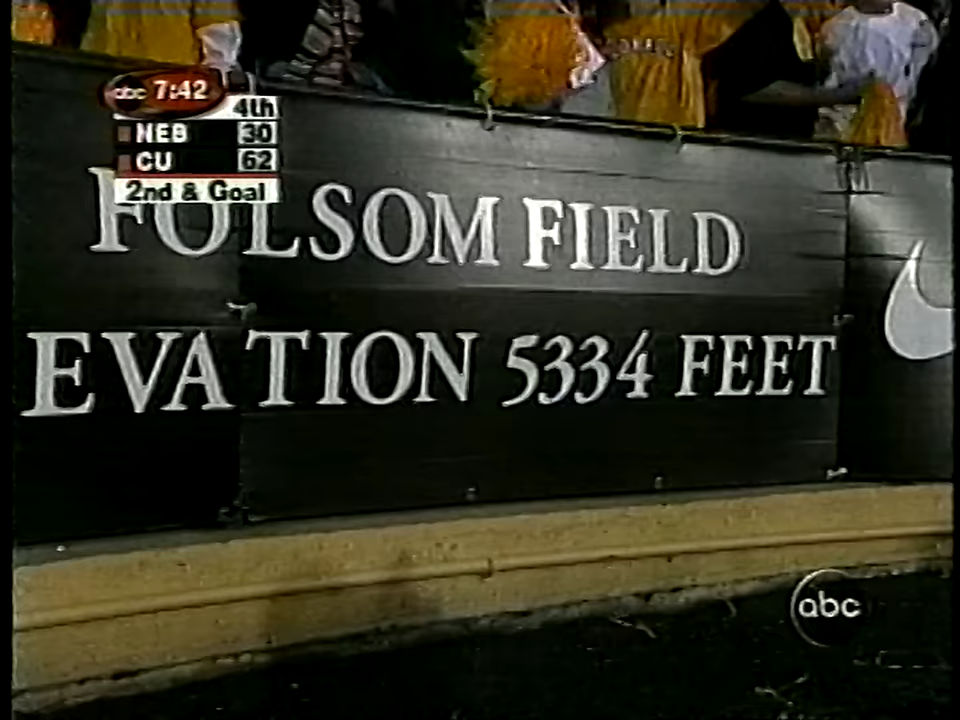 abc 7:42
4th
NEB 30
CU 62
2nd & Goal
FOLSOM FIELD
EVATION 5334 FEET
abc